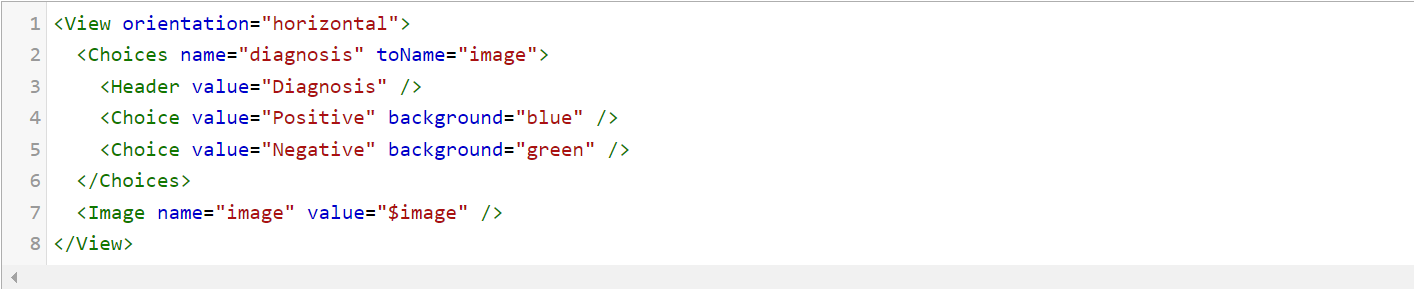 1 <View orientation="horizontal">
2   <Choices name="diagnosis" toName="image">
3     <Header value="Diagnosis" />
4     <Choice value="Positive" background="blue" />
5     <Choice value="Negative" background="green" />
6   </Choices>
7   <Image name="image" value="$image" />
8 </View>